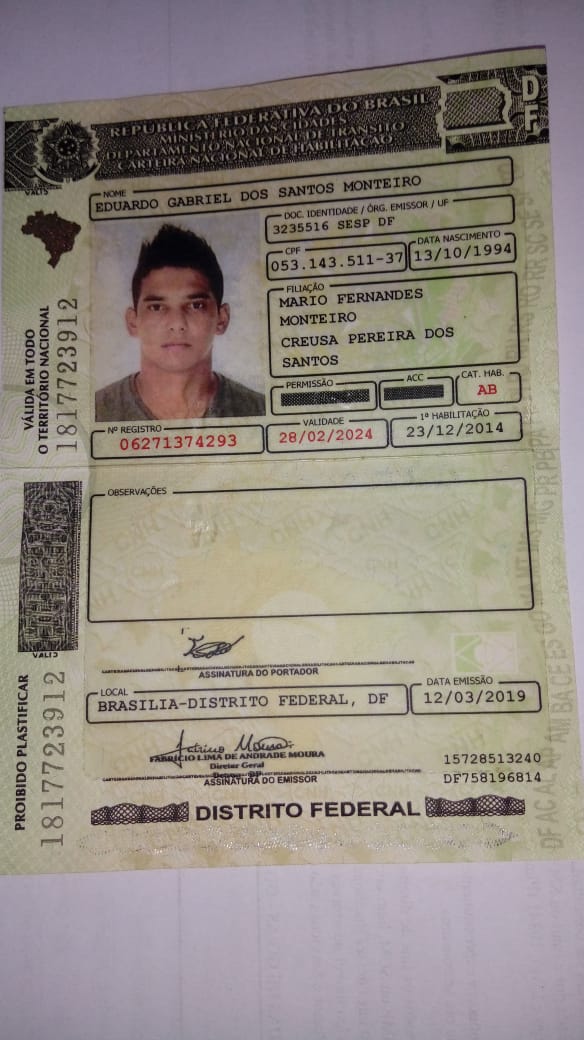 REPÚBLICA FEDERATIVA DO BRASIL
MINISTÉRIO DAS CIDADES
DEPARTAMENTO NACIONAL DE TRÂNSITO
CARTEIRA NACIONAL DE HABILITAÇÃO
DF
NOME
EDUARDO GABRIEL DOS SANTOS MONTEIRO
DOC. IDENTIDADE / ÓRG. EMISSOR / UF
3235516 SESP DF
CPF
053.143.511-37
DATA NASCIMENTO
13/10/1994
FILIAÇÃO
MARIO FERNANDES
MONTEIRO
CREUSA PEREIRA DOS
SANTOS
PERMISSÃO
ACC
CAT. HAB.
AB
Nº REGISTRO
06271374293
VALIDADE
28/02/2024
1ª HABILITAÇÃO
23/12/2014
VÁLIDA EM TODO
O TERRITÓRIO NACIONAL
1817723912
OBSERVAÇÕES
ASSINATURA DO PORTADOR
LOCAL
BRASILIA-DISTRITO FEDERAL, DF
DATA EMISSÃO
12/03/2019
FABRÍCIO LIMA DE ANDRADE MOURA
Diretor Geral
ASSINATURA DO EMISSOR
15728513240
DF758196814
PROIBIDO PLASTIFICAR
1817723912
DISTRITO FEDERAL